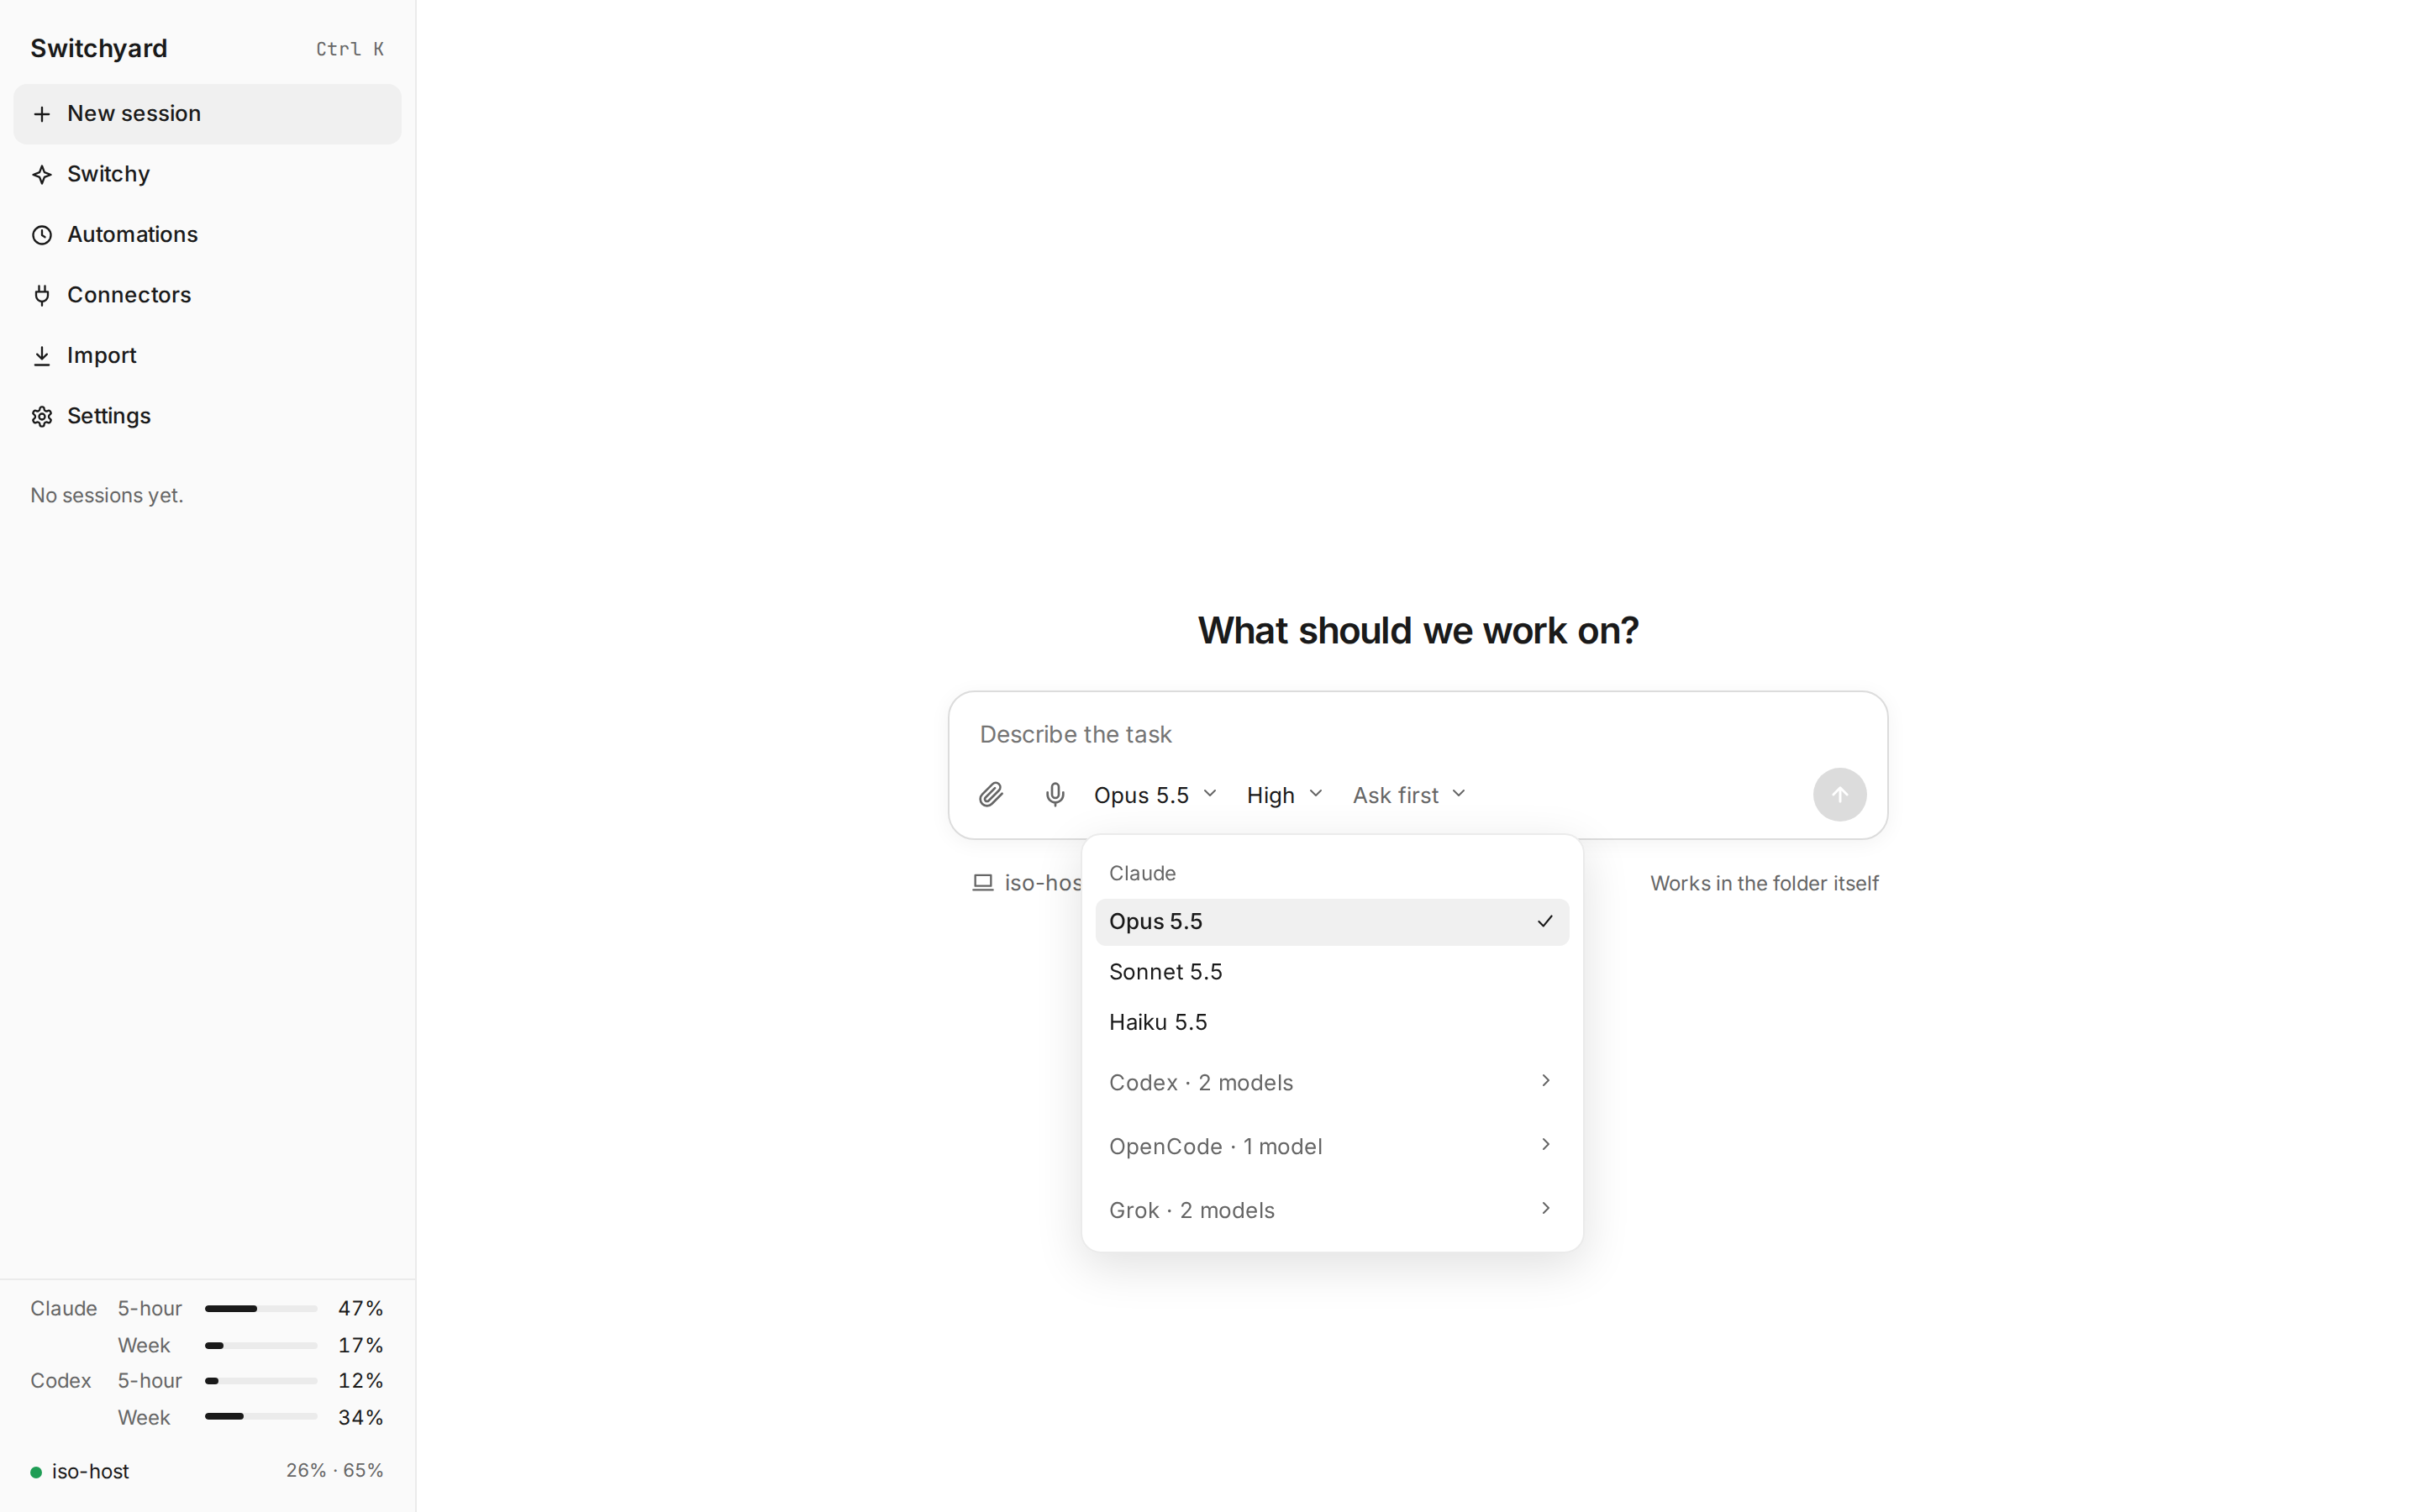 Switchyard
Ctrl K
New session
Switchy
Automations
Connectors
Import
Settings
No sessions yet.
What should we work on?
Describe the task
Opus 5.5
High
Ask first
iso-hos
Works in the folder itself
Claude
Opus 5.5
Sonnet 5.5
Haiku 5.5
Codex · 2 models
OpenCode · 1 model
Grok · 2 models
Claude 5-hour 47%
Week 17%
Codex 5-hour 12%
Week 34%
iso-host 26% · 65%